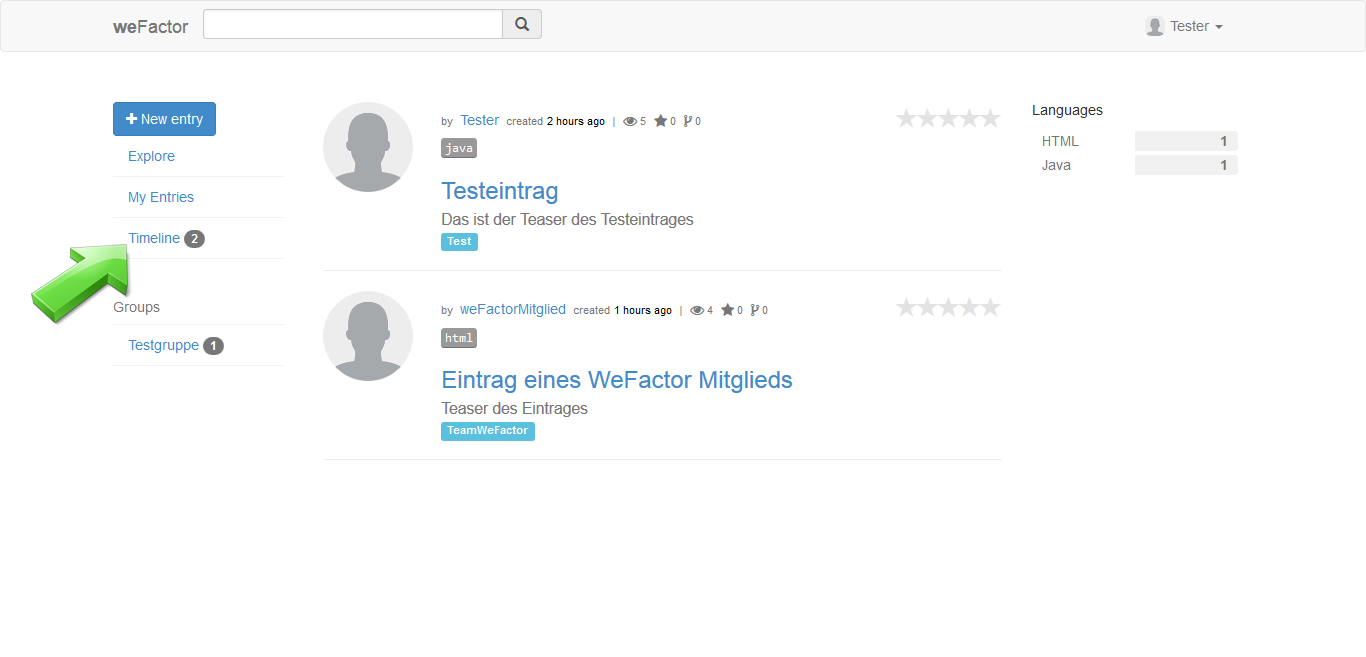 weFactor
Tester
New entry
Explore
My Entries
Timeline 2
Groups
Testgruppe 1
by Tester created 2 hours ago | 5 0 0
java
Testeintrag
Das ist der Teaser des Testeintrages
Test
by weFactorMitglied created 1 hours ago | 4 0 0
html
Eintrag eines WeFactor Mitglieds
Teaser des Eintrages
TeamWeFactor
Languages
HTML 1
Java 1